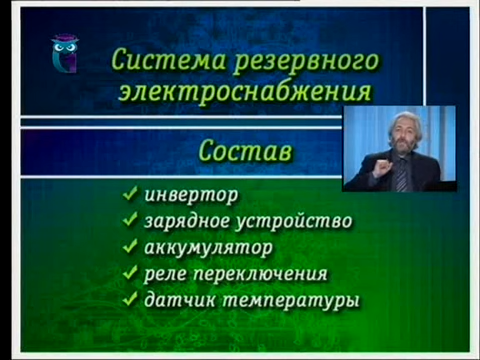 Система резервного
электроснабжения
Состав
инвертор
зарядное устройство
аккумулятор
реле переключения
датчик температуры